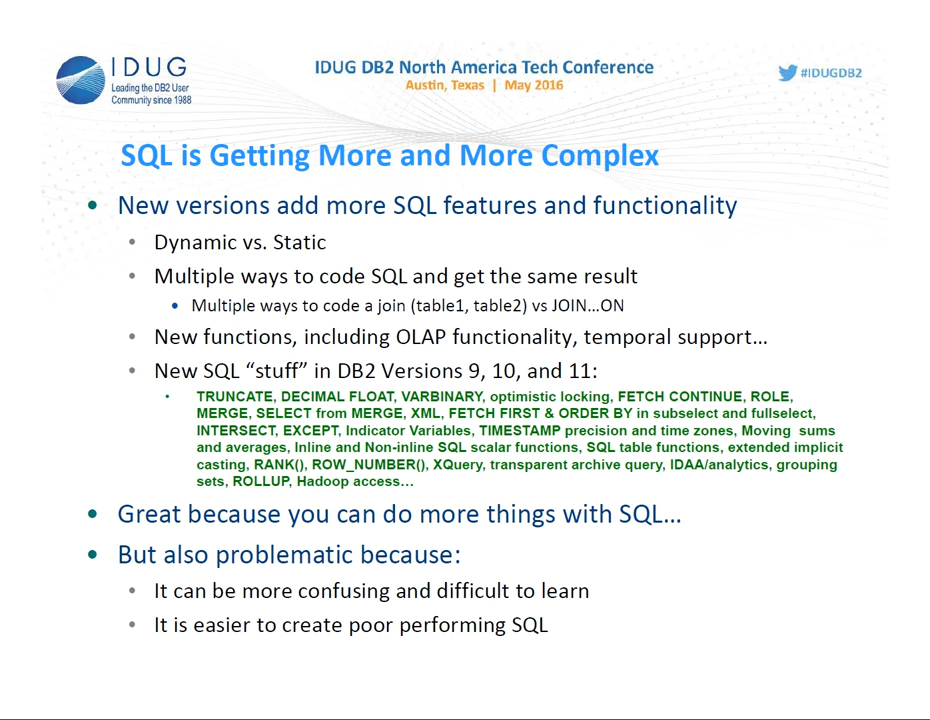 IDUG
Leading the DB2 User
Community since 1988
IDUG DB2 North America Tech Conference
Austin, Texas | May 2016
#IDUGDB2
SQL is Getting More and More Complex
• New versions add more SQL features and functionality
• Dynamic vs. Static
• Multiple ways to code SQL and get the same result
• Multiple ways to code a join (table1, table2) vs JOIN…ON
• New functions, including OLAP functionality, temporal support…
• New SQL “stuff” in DB2 Versions 9, 10, and 11:
• TRUNCATE, DECIMAL FLOAT, VARBINARY, optimistic locking, FETCH CONTINUE, ROLE,
MERGE, SELECT from MERGE, XML, FETCH FIRST & ORDER BY in subselect and fullselect,
INTERSECT, EXCEPT, Indicator Variables, TIMESTAMP precision and time zones, Moving sums
and averages, Inline and Non-inline SQL scalar functions, SQL table functions, extended implicit
casting, RANK(), ROW_NUMBER(), XQuery, transparent archive query, IDAA/analytics, grouping
sets, ROLLUP, Hadoop access…
• Great because you can do more things with SQL…
• But also problematic because:
• It can be more confusing and difficult to learn
• It is easier to create poor performing SQL